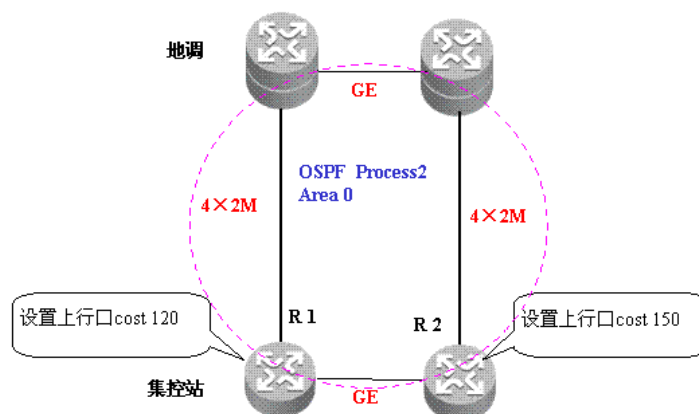 地调
GE
OSPF Process2
Area 0
4×2M
4×2M
设置上行口cost 120
R 1
R 2
设置上行口cost 150
集控站
GE